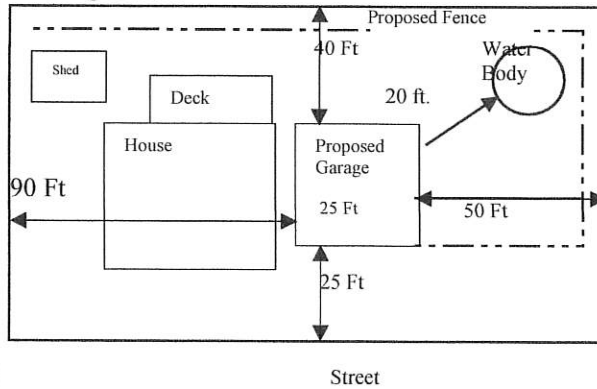 Proposed Fence
40 Ft
Water
Body
Shed
Deck
20 ft.
House
Proposed
Garage
90 Ft
25 Ft
50 Ft
25 Ft
Street